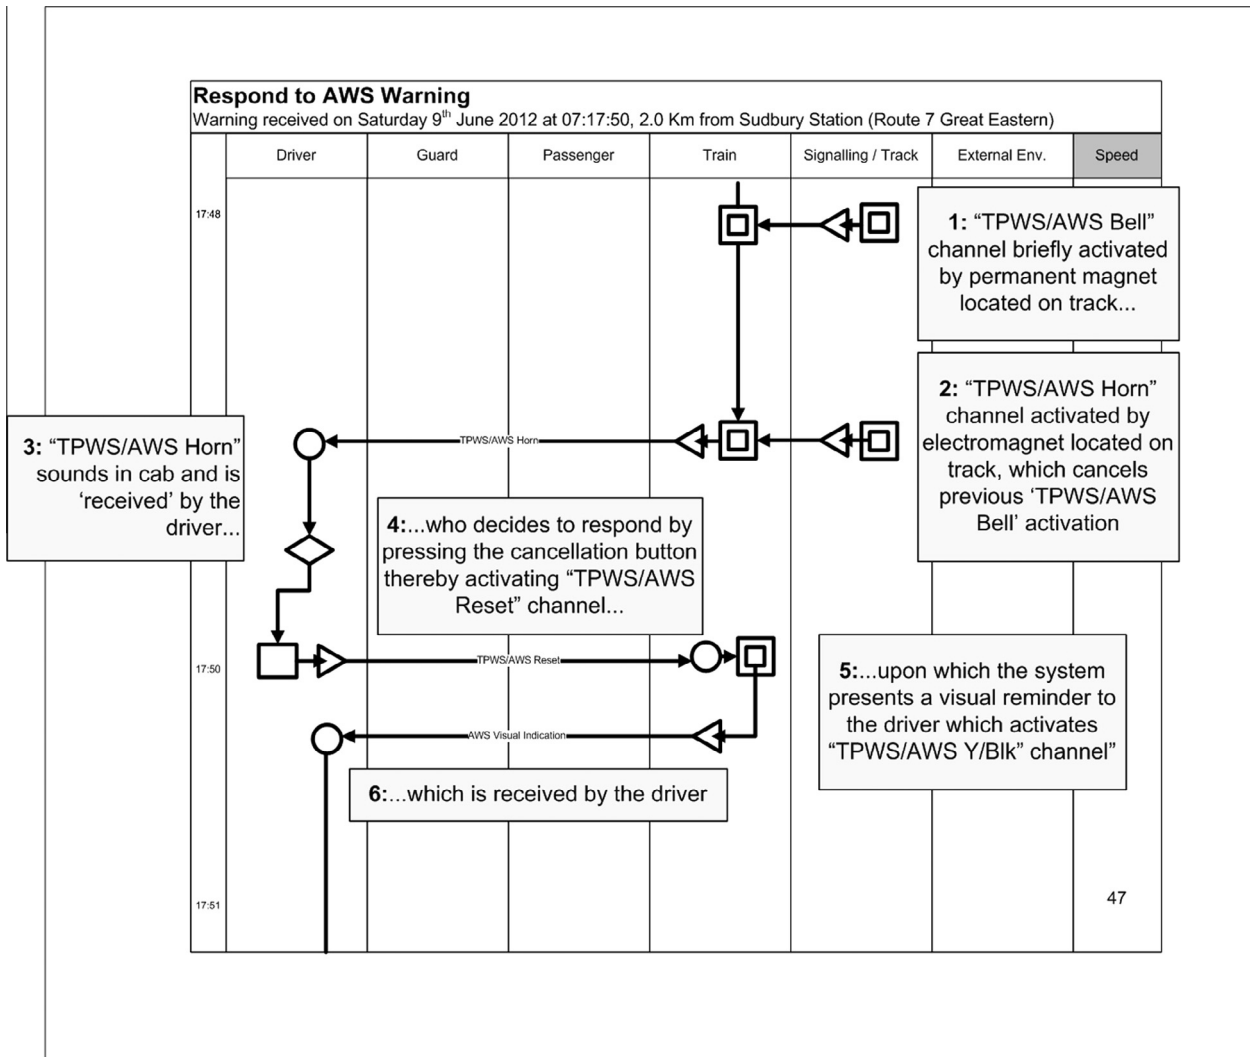 Respond to AWS Warning
Warning received on Saturday 9th June 2012 at 07:17:50, 2.0 Km from Sudbury Station (Route 7 Great Eastern)
Driver Guard Passenger Train Signalling / Track External Env. Speed
17:48
1: “TPWS/AWS Bell”
channel briefly activated
by permanent magnet
located on track...
2: “TPWS/AWS Horn”
channel activated by
electromagnet located on
track, which cancels
previous ‘TPWS/AWS
Bell’ activation
3: “TPWS/AWS Horn”
sounds in cab and is
‘received’ by the
driver...
TPWS/AWS Horn
4:...who decides to respond by
pressing the cancellation button
thereby activating “TPWS/AWS
Reset” channel...
17:50
TPWS/AWS Reset
5:...upon which the system
presents a visual reminder to
the driver which activates
“TPWS/AWS Y/Blk” channel”
AWS Visual Indication
6:...which is received by the driver
17:51
47